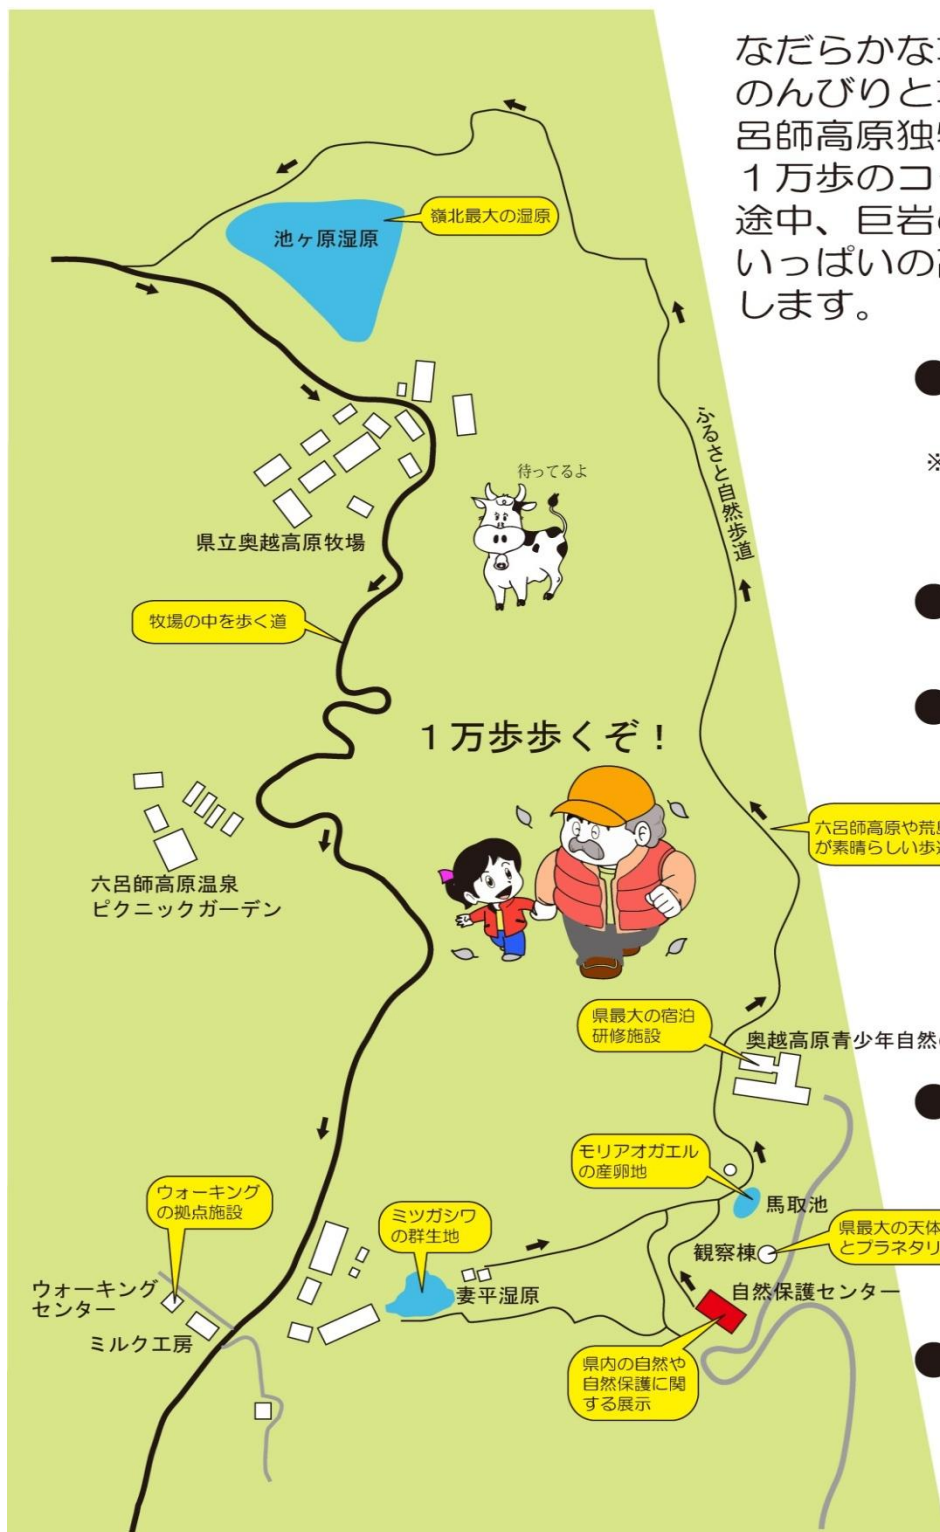 なだらかな
のんびりと
呂師高原独
１万歩のコ
途中、巨岩
いっぱいの
します。
※
嶺北最大の湿原
池ヶ原湿原
ふるさと自然歩道
待ってるよ
県立奥越高原牧場
牧場の中を歩く道
１万歩歩くぞ！
六呂師高原や荒島
が素晴らしい歩道
六呂師高原温泉
ピクニックガーデン
県最大の宿泊
研修施設
奥越高原青少年自然の
モリアオガエル
の産卵地
馬取池
ウォーキング
の拠点施設
ミツガシワ
の群生地
県最大の天体
とプラネタリ
観察棟
ウォーキング
センター
妻平湿原
自然保護センター
ミルク工房
県内の自然や
自然保護に関
する展示